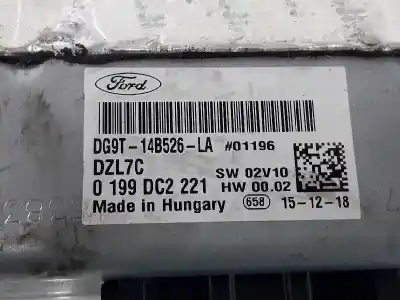 Ford
DG9T-14B526-LA #01196
DZL7C SW 02V10
0 199 DC2 221 HW 00.02
Made in Hungary 658 15-12-18